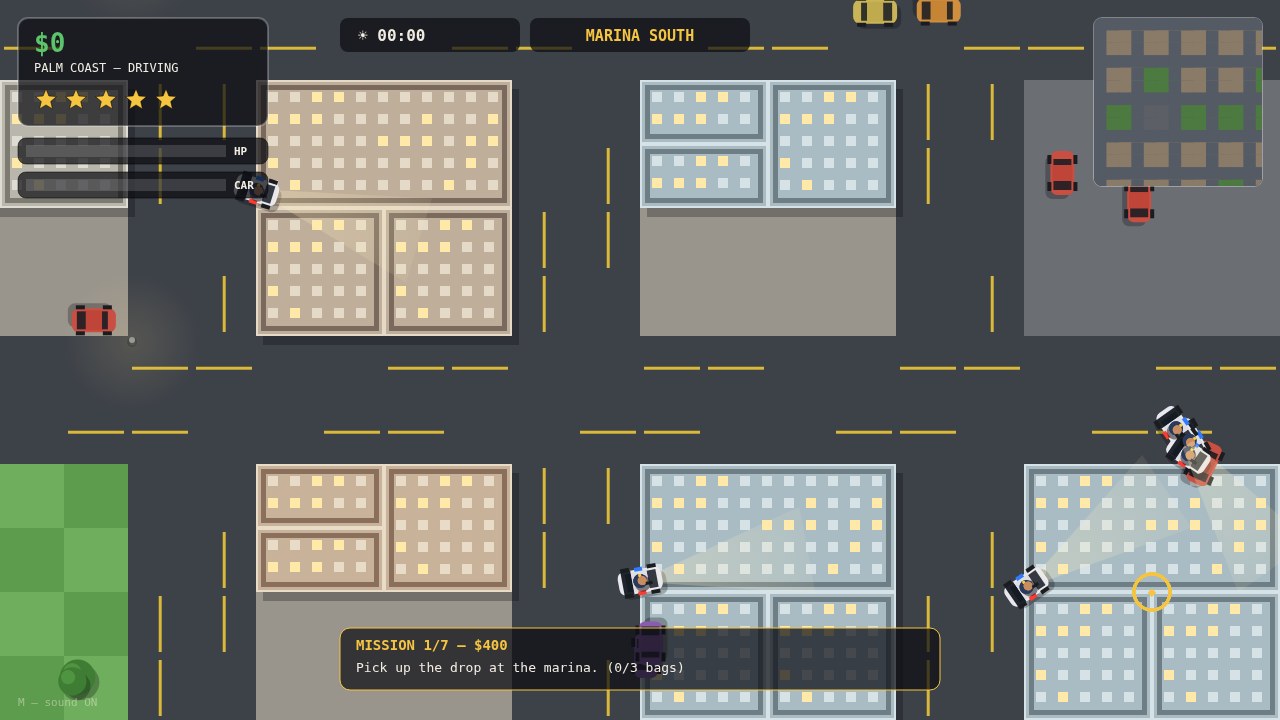 $0
PALM COAST — DRIVING
HP
CAR
☀ 00:00
MARINA SOUTH
MISSION 1/7 — $400
Pick up the drop at the marina. (0/3 bags)
M — sound ON